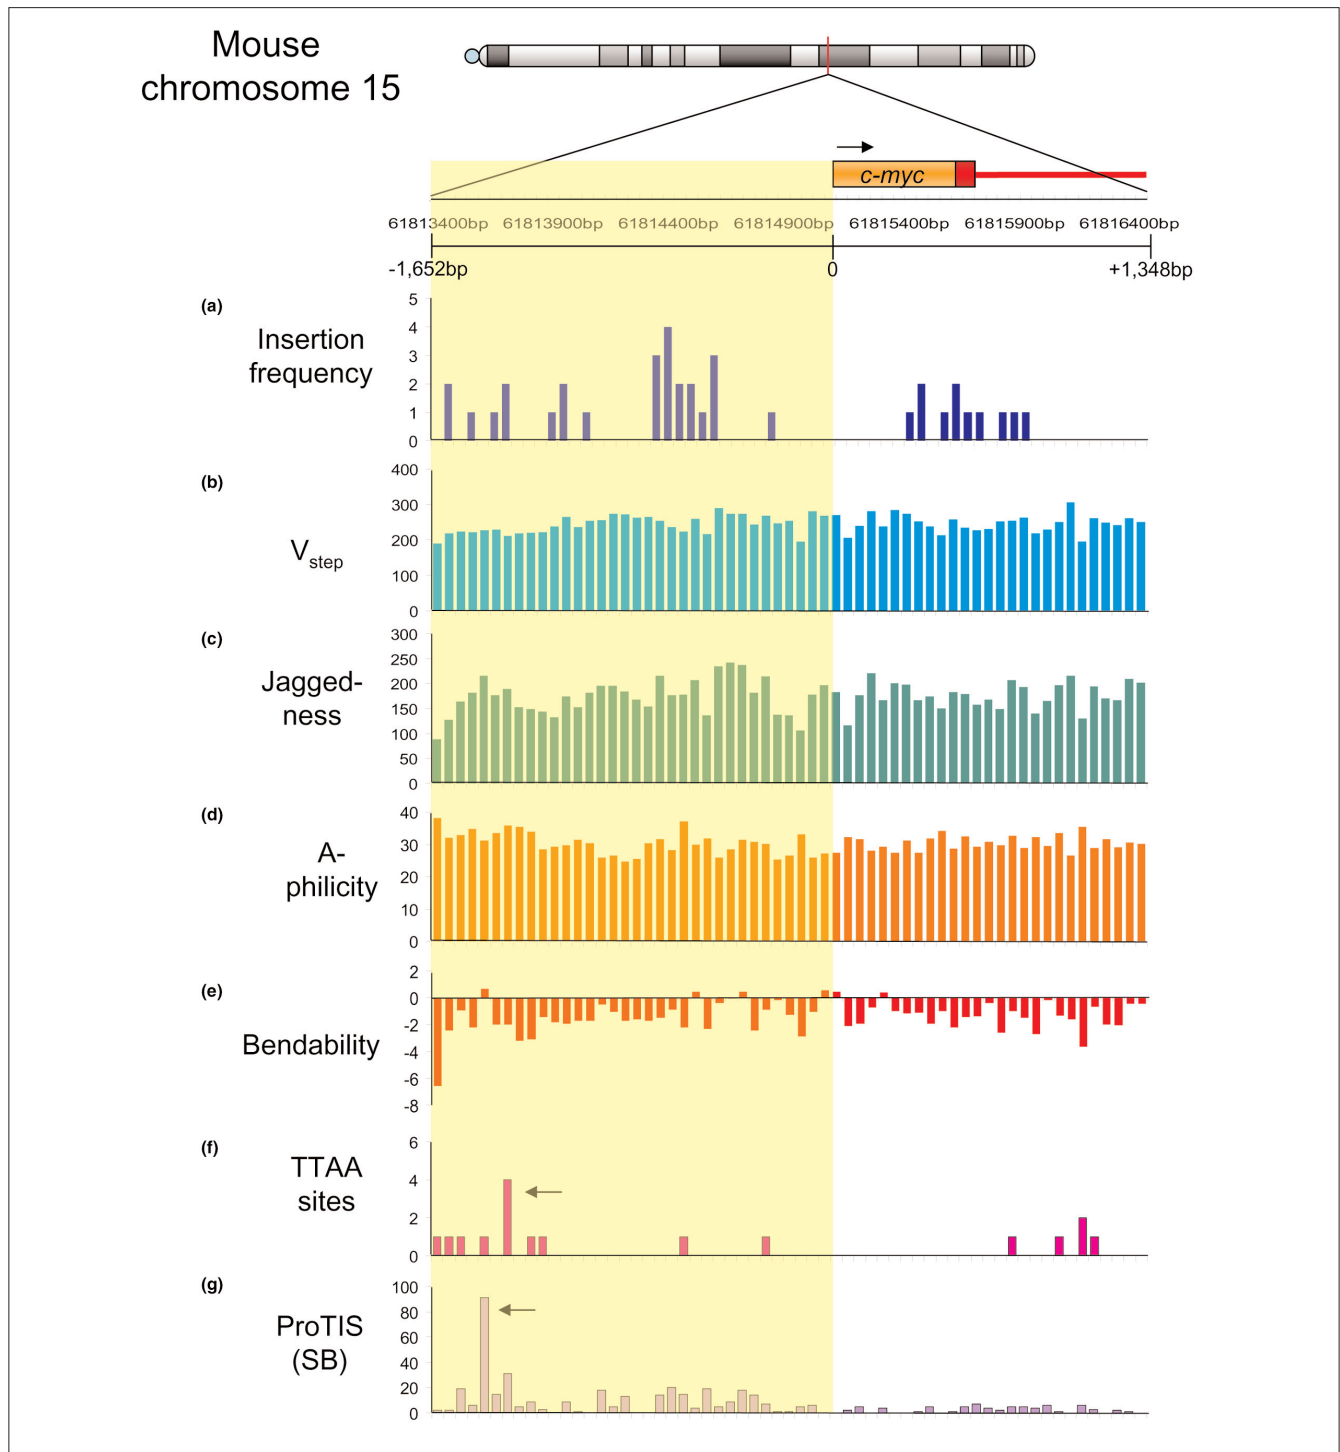 Mouse
chromosome 15
c-myc
61813400bp 61813900bp 61814400bp 61814900bp 61815400bp 61815900bp 61816400bp
-1,652bp 0 +1,348bp
(a)
Insertion
frequency
5
4
3
2
1
0
(b)
Vstep
400
300
200
100
0
(c)
Jagged-
ness
300
250
200
150
100
50
0
(d)
A-
philicity
40
30
20
10
0
(e)
Bendability
2
0
-2
-4
-6
-8
(f)
TTAA
sites
6
4
2
0
(g)
ProTIS
(SB)
100
80
60
40
20
0